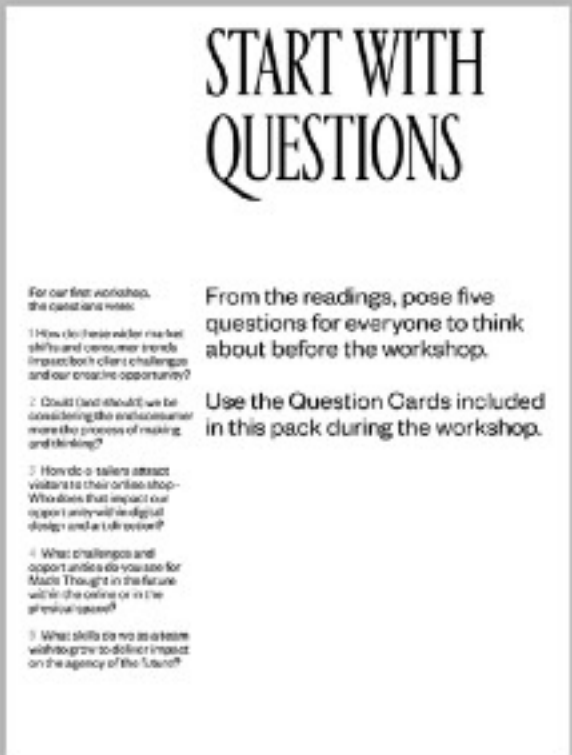 START WITH
QUESTIONS
For our first workshop,
the questions were:
1 How do these wider market
shifts and consumer trends
impact both client challenges
and our creative opportunity?
2 Could (and should) we be
considering the end consumer
more the process of making
and thinking?
3 How do e-tailers attract
visitors to their online shop -
Who does that impact our
opportunity within digital
design and art direction?
4 What challenges and
opportunities do you see for
Made Thought in the future
within the online or in the
physical space?
5 What skills do we as a team
wish to grow to deliver impact
on the agency of the future?
From the readings, pose five
questions for everyone to think
about before the workshop.
Use the Question Cards included
in this pack during the workshop.